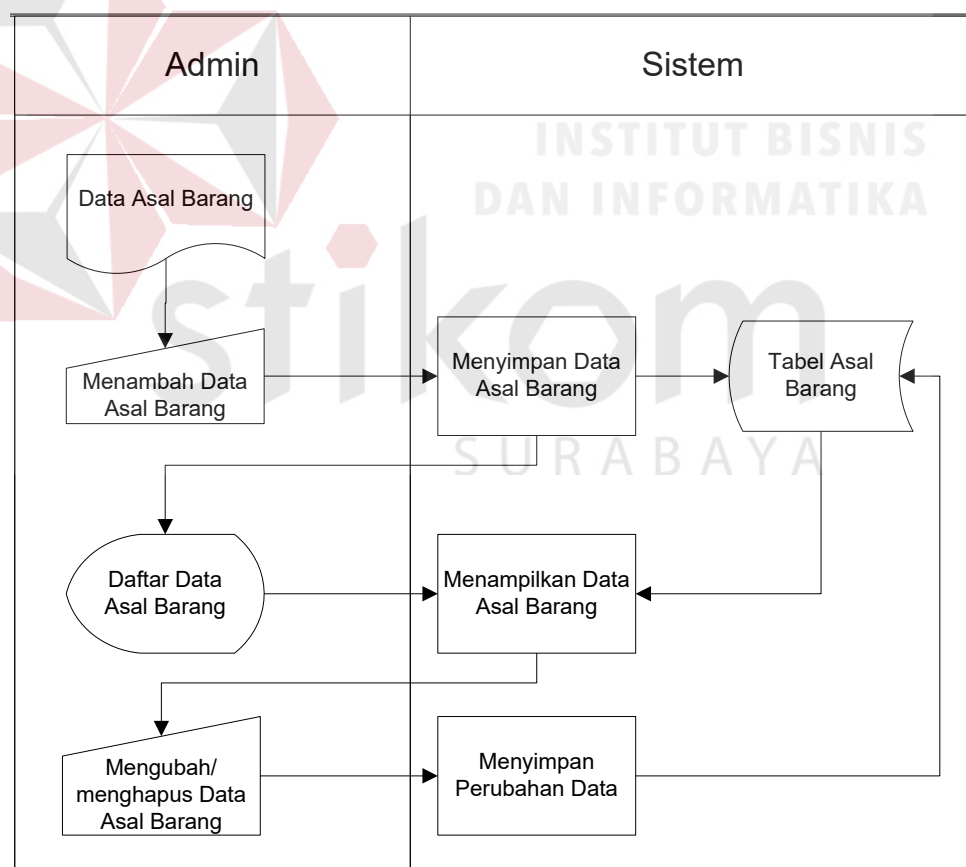 Admin
Sistem
INSTITUT BISNIS
DAN INFORMATIKA
stikom
SURABAYA
Data Asal Barang
Menambah Data
Asal Barang
Menyimpan Data
Asal Barang
Tabel Asal
Barang
Daftar Data
Asal Barang
Menampilkan Data
Asal Barang
Mengubah/
menghapus Data
Asal Barang
Menyimpan
Perubahan Data